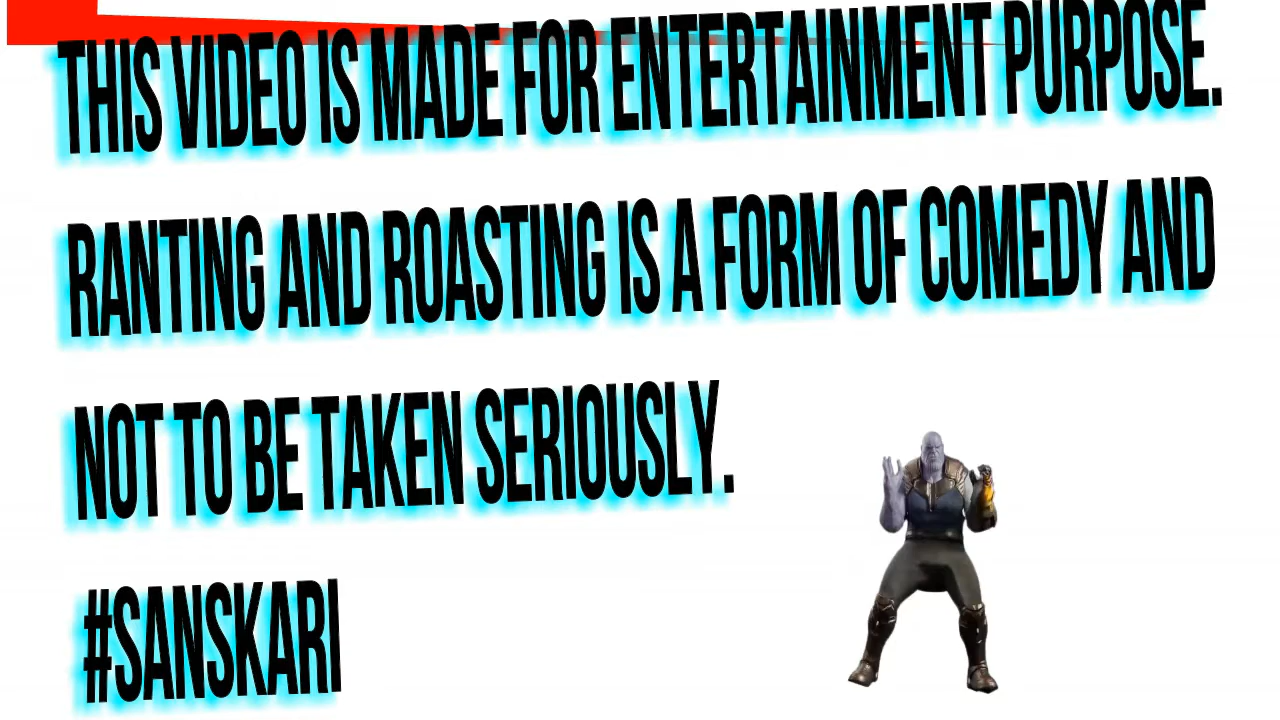 THIS VIDEO IS MADE FOR ENTERTAINMENT PURPOSE.
RANTING AND ROASTING IS A FORM OF COMEDY AND
NOT TO BE TAKEN SERIOUSLY.
#SANSKARI